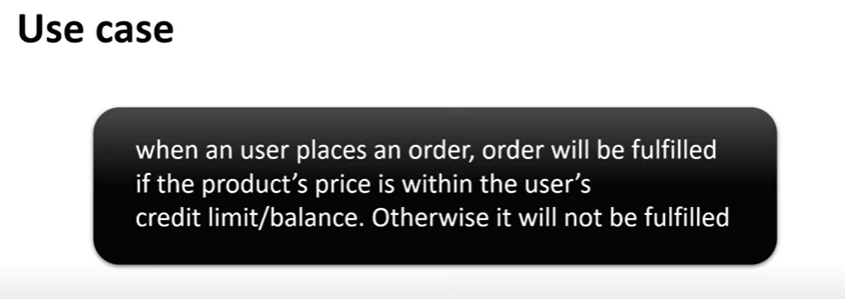 Use case
when an user places an order, order will be fulfilled
if the product’s price is within the user’s
credit limit/balance. Otherwise it will not be fulfilled